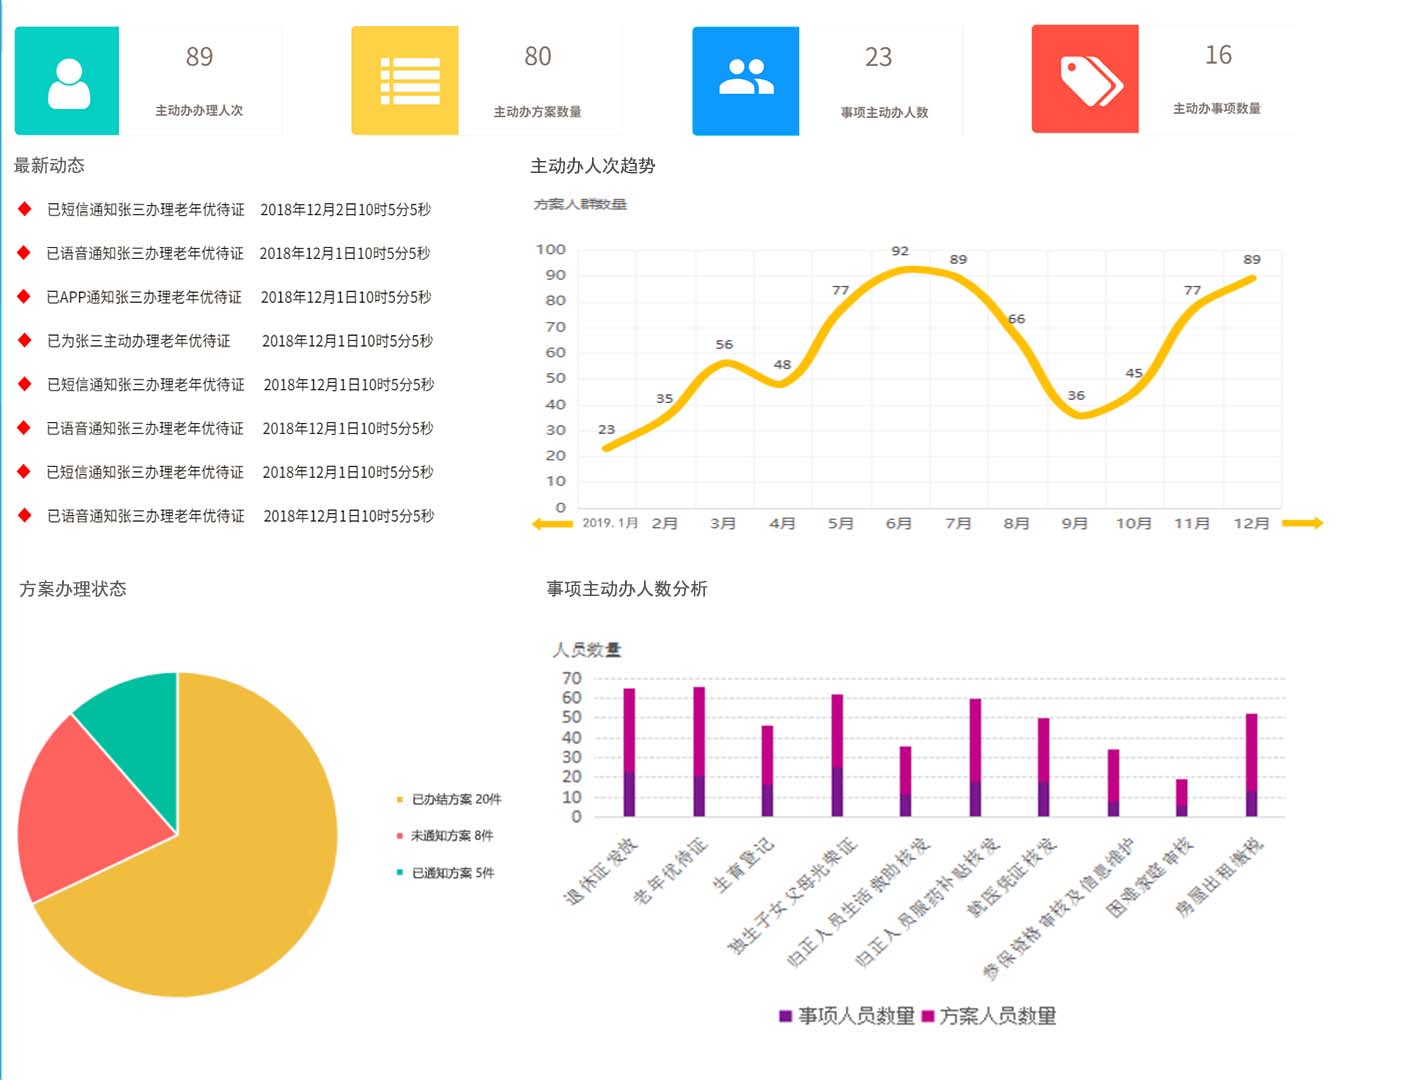 89
主动办办理人次
80
主动办方案数量
23
事项主动办人数
16
主动办事项数量
最新动态
已短信通知张三办理老年优待证 2018年12月2日10时5分5秒
已语音通知张三办理老年优待证 2018年12月1日10时5分5秒
已APP通知张三办理老年优待证 2018年12月1日10时5分5秒
已为张三主动办理老年优待证 2018年12月1日10时5分5秒
已短信通知张三办理老年优待证 2018年12月1日10时5分5秒
已语音通知张三办理老年优待证 2018年12月1日10时5分5秒
已短信通知张三办理老年优待证 2018年12月1日10时5分5秒
已语音通知张三办理老年优待证 2018年12月1日10时5分5秒
主动办人次趋势
方案人群数量
100
90
80
70
60
50
40
30
20
10
0
23
35
56
48
77
92
89
66
36
45
77
89
2019.1月 2月 3月 4月 5月 6月 7月 8月 9月 10月 11月 12月
方案办理状态
已办结方案 20件
未通知方案 8件
已通知方案 5件
事项主动办人数分析
人员数量
70
60
50
40
30
20
10
0
退休证发放
老年优待证
生育登记
独生子女父母光荣证
归正人员生活救助核发
归正人员服药补贴核发
就医凭证核发
参保资格审核及信息维护
困难家庭审核
房屋出租缴税
事项人员数量 方案人员数量